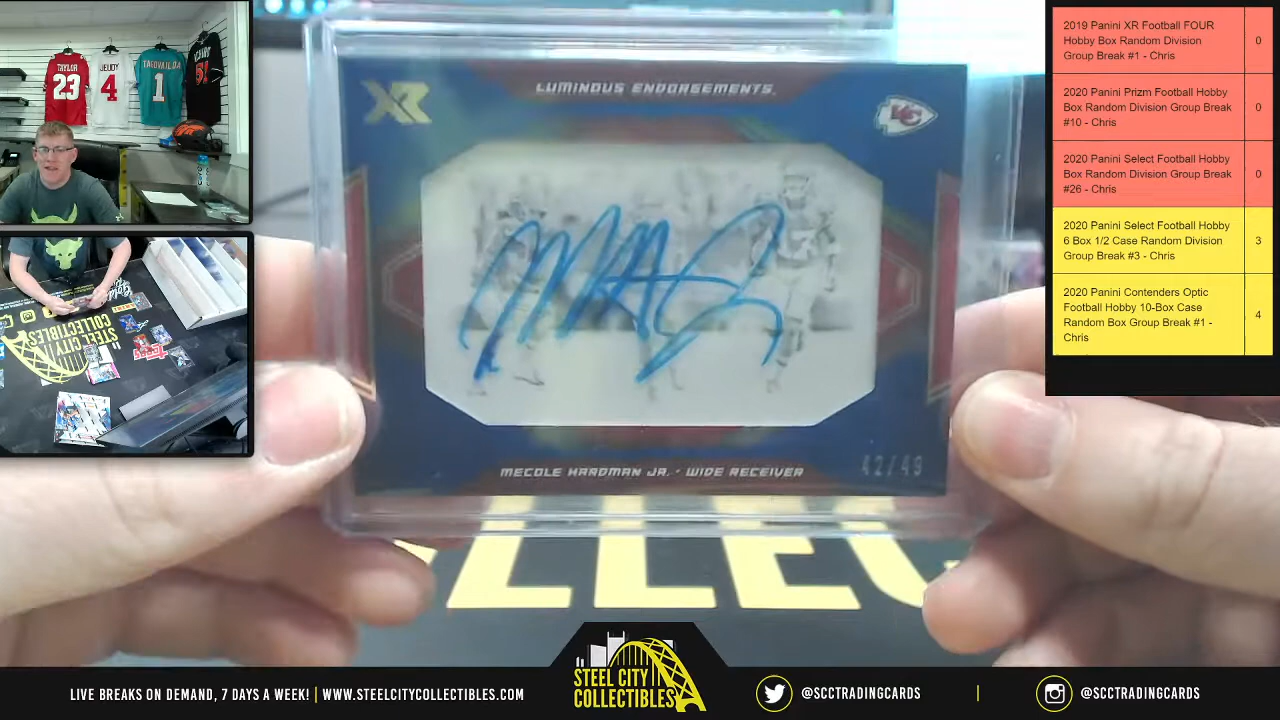 TAYLOR
23
JEUDY
4
TAGOVAILOA
1
STEEL CITY
COLLECTIBLES
XR
LUMINOUS ENDORSEMENTS
KC
MECOLE HARDMAN JR. - WIDE RECEIVER
42/49
2019 Panini XR Football FOUR
Hobby Box Random Division
Group Break #1 - Chris
0
2020 Panini Prizm Football Hobby
Box Random Division Group Break
#10 - Chris
0
2020 Panini Select Football Hobby
Box Random Division Group Break
#26 - Chris
0
2020 Panini Select Football Hobby
6 Box 1/2 Case Random Division
Group Break #3 - Chris
3
2020 Panini Contenders Optic
Football Hobby 10-Box Case
Random Box Group Break #1 -
Chris
4
LIVE BREAKS ON DEMAND, 7 DAYS A WEEK! | WWW.STEELCITYCOLLECTIBLES.COM
STEEL CITY
COLLECTIBLES
@SCCTRADINGCARDS
@SCCTRADINGCARDS